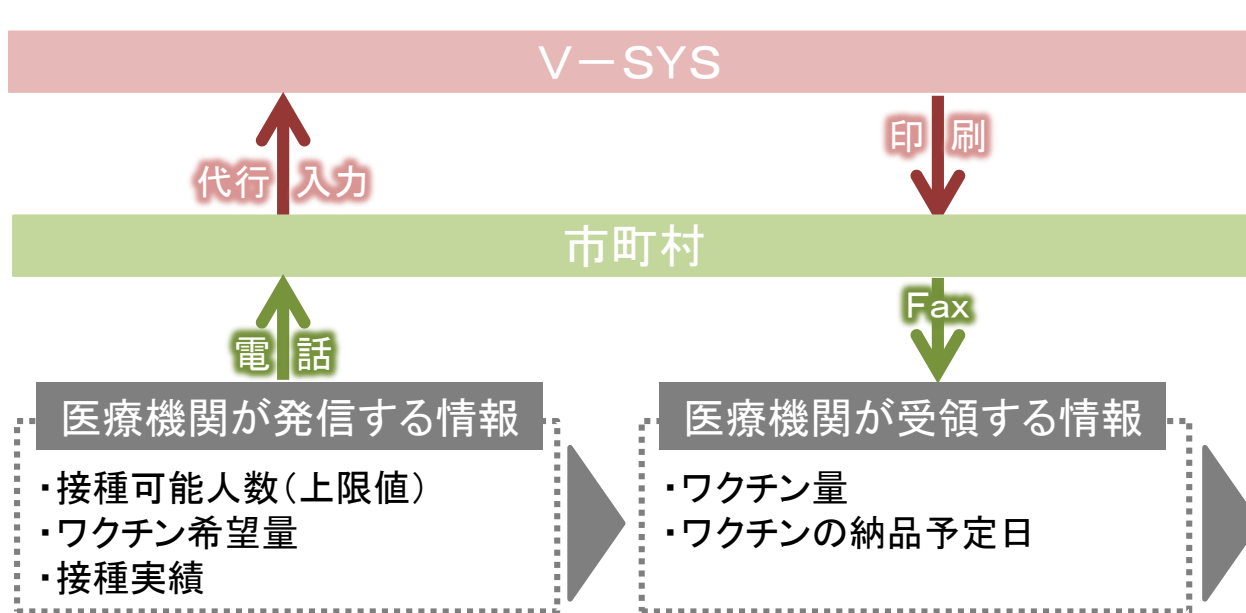 V-SYS
代行入力
印刷
市町村
電話
Fax
医療機関が発信する情報
・接種可能人数(上限値)
・ワクチン希望量
・接種実績
医療機関が受領する情報
・ワクチン量
・ワクチンの納品予定日